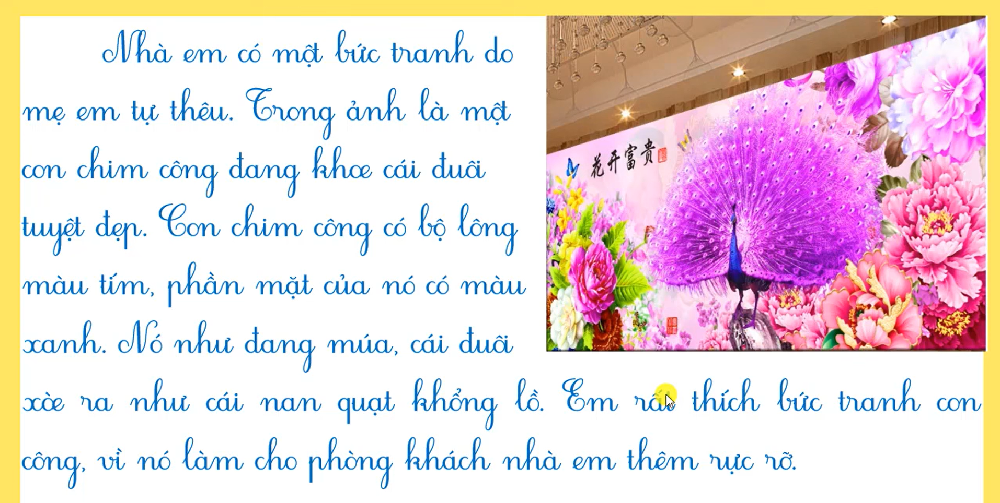 Nhà em có một bức tranh do
mẹ em tự thêu. Trong ảnh là một
con chim công đang khoe cái đuôi
tuyệt đẹp. Con chim công có bộ lông
màu tím, phần mặt của nó có màu
xanh. Nó như đang múa, cái đuôi
xòe ra như cái nan quạt khổng lồ. Em rất thích bức tranh con
công, vì nó làm cho phòng khách nhà em thêm rực rỡ.
花开富贵